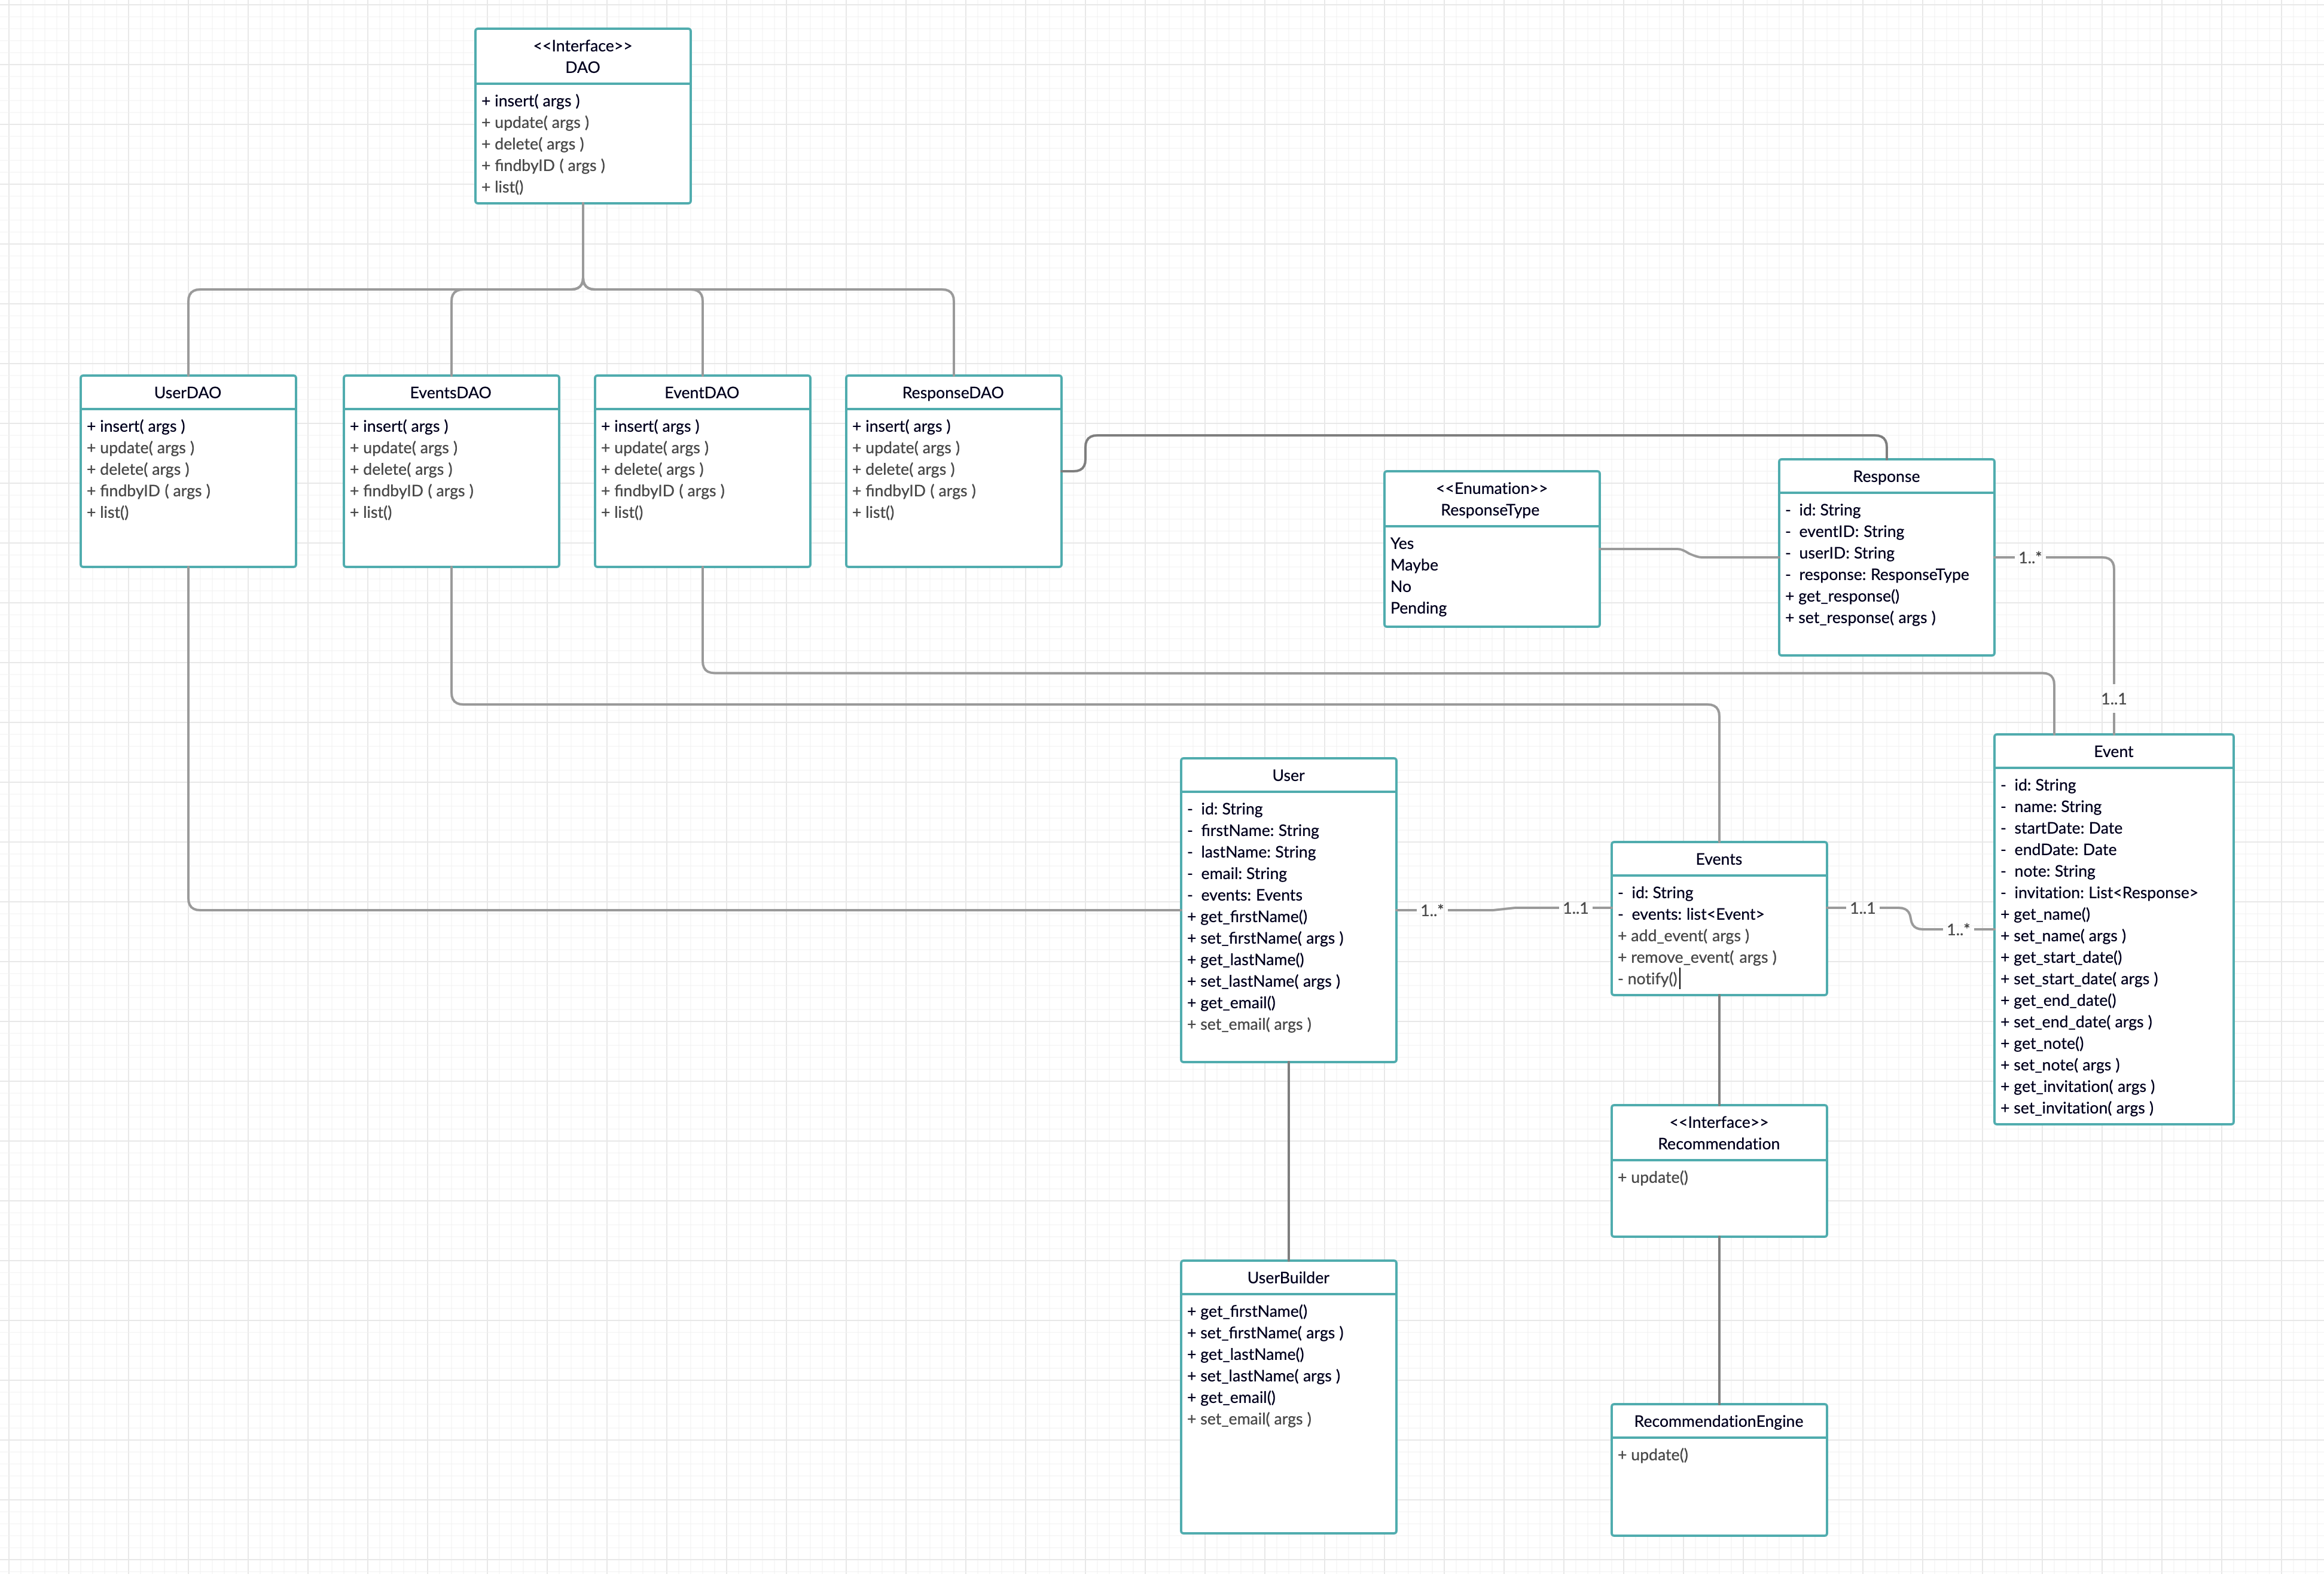 <<Interface>>
DAO
+ insert( args )
+ update( args )
+ delete( args )
+ findbyID ( args )
+ list()
UserDAO
+ insert( args )
+ update( args )
+ delete( args )
+ findbyID ( args )
+ list()
EventsDAO
+ insert( args )
+ update( args )
+ delete( args )
+ findbyID ( args )
+ list()
EventDAO
+ insert( args )
+ update( args )
+ delete( args )
+ findbyID ( args )
+ list()
ResponseDAO
+ insert( args )
+ update( args )
+ delete( args )
+ findbyID ( args )
+ list()
<<Enumation>>
ResponseType
Yes
Maybe
No
Pending
Response
- id: String
- eventID: String
- userID: String
- response: ResponseType
+ get_response()
+ set_response( args )
1..*
1..1
User
- id: String
- firstName: String
- lastName: String
- email: String
- events: Events
+ get_firstName()
+ set_firstName( args )
+ get_lastName()
+ set_lastName( args )
+ get_email()
+ set_email( args )
1..*
1..1
Events
- id: String
- events: list<Event>
+ add_event( args )
+ remove_event( args )
- notify()
1..1
1..*
Event
- id: String
- name: String
- startDate: Date
- endDate: Date
- note: String
- invitation: List<Response>
+ get_name()
+ set_name( args )
+ get_start_date()
+ set_start_date( args )
+ get_end_date()
+ set_end_date( args )
+ get_note()
+ set_note( args )
+ get_invitation( args )
+ set_invitation( args )
<<Interface>>
Recommendation
+ update()
UserBuilder
+ get_firstName()
+ set_firstName( args )
+ get_lastName()
+ set_lastName( args )
+ get_email()
+ set_email( args )
RecommendationEngine
+ update()